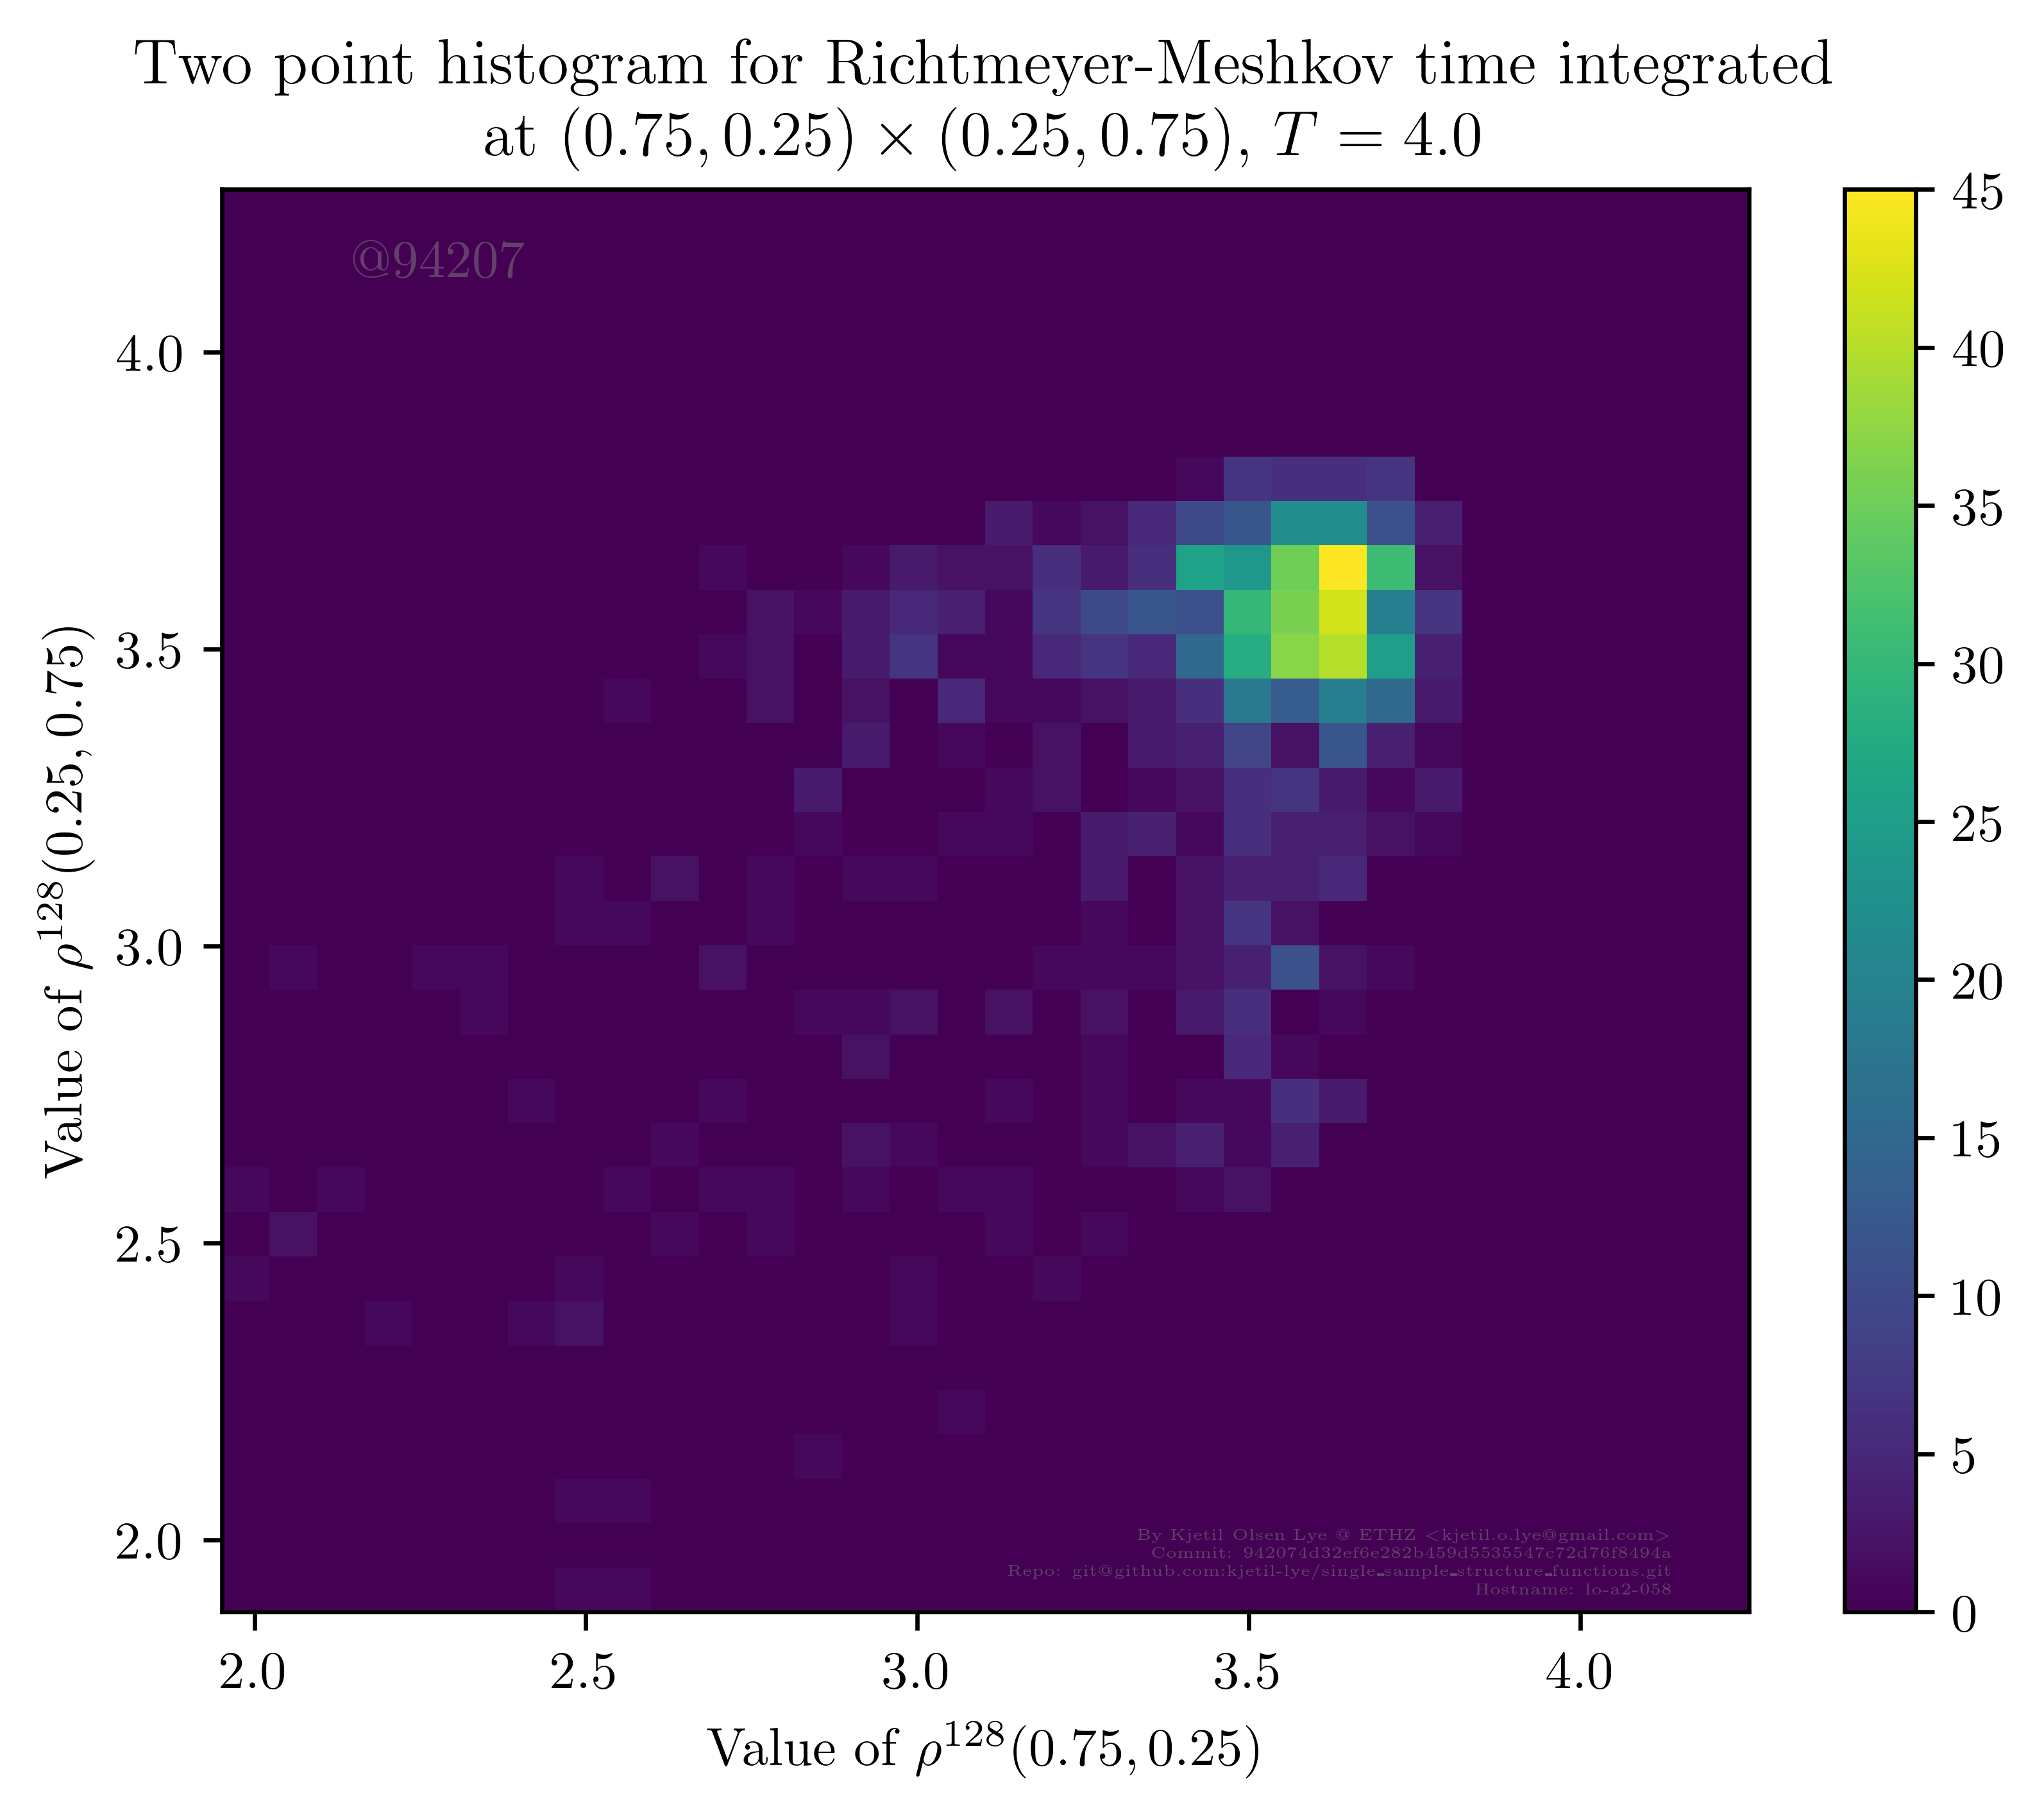 Two point histogram for Richtmeyer-Meshkov time integrated
at (0.75, 0.25) × (0.25, 0.75), T = 4.0
@94207
45
40
35
30
25
20
15
10
5
0
4.0
3.5
3.0
2.5
2.0
Value of ρ¹²⁸(0.25, 0.75)
By Kjetil Olsen Lye @ ETHZ <kjetil.o.lye@gmail.com>
Commit: 942074d32ef6e282b459d5535547c72d76f8494a
Repo: git@github.com:kjetil-lye/single_sample_structure_functions.git
Hostname: lo-a2-058
2.0 2.5 3.0 3.5 4.0
Value of ρ¹²⁸(0.75, 0.25)